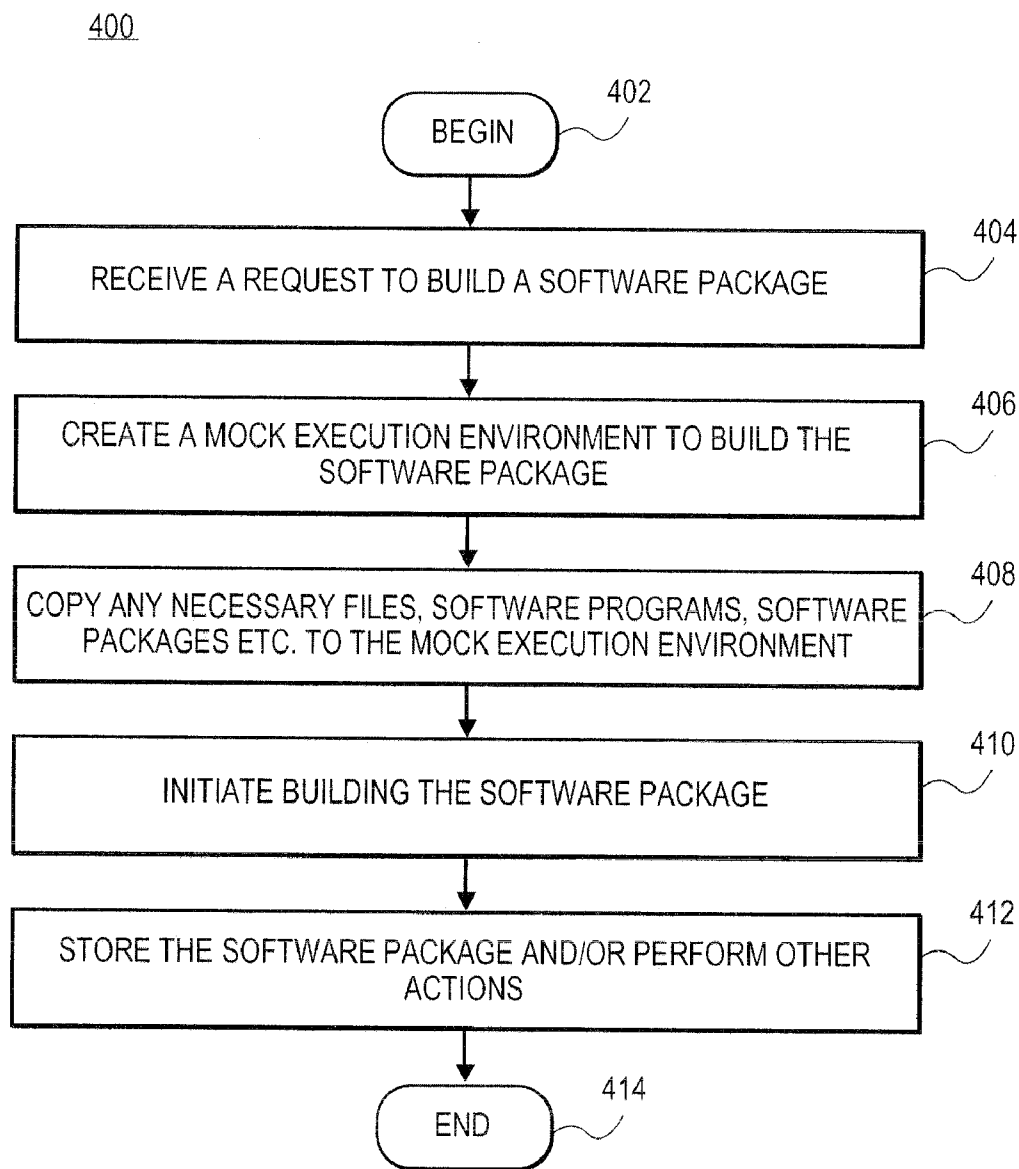 400
BEGIN
402
404
RECEIVE A REQUEST TO BUILD A SOFTWARE PACKAGE
406
CREATE A MOCK EXECUTION ENVIRONMENT TO BUILD THE
SOFTWARE PACKAGE
408
COPY ANY NECESSARY FILES, SOFTWARE PROGRAMS, SOFTWARE
PACKAGES ETC. TO THE MOCK EXECUTION ENVIRONMENT
410
INITIATE BUILDING THE SOFTWARE PACKAGE
412
STORE THE SOFTWARE PACKAGE AND/OR PERFORM OTHER
ACTIONS
414
END